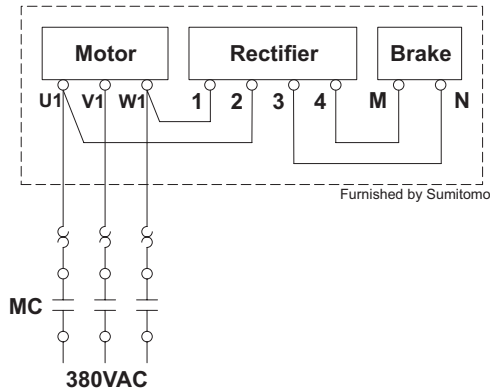 Motor Rectifier Brake
U1 V1 W1 1 2 3 4 M N
Furnished by Sumitomo
MC
380VAC